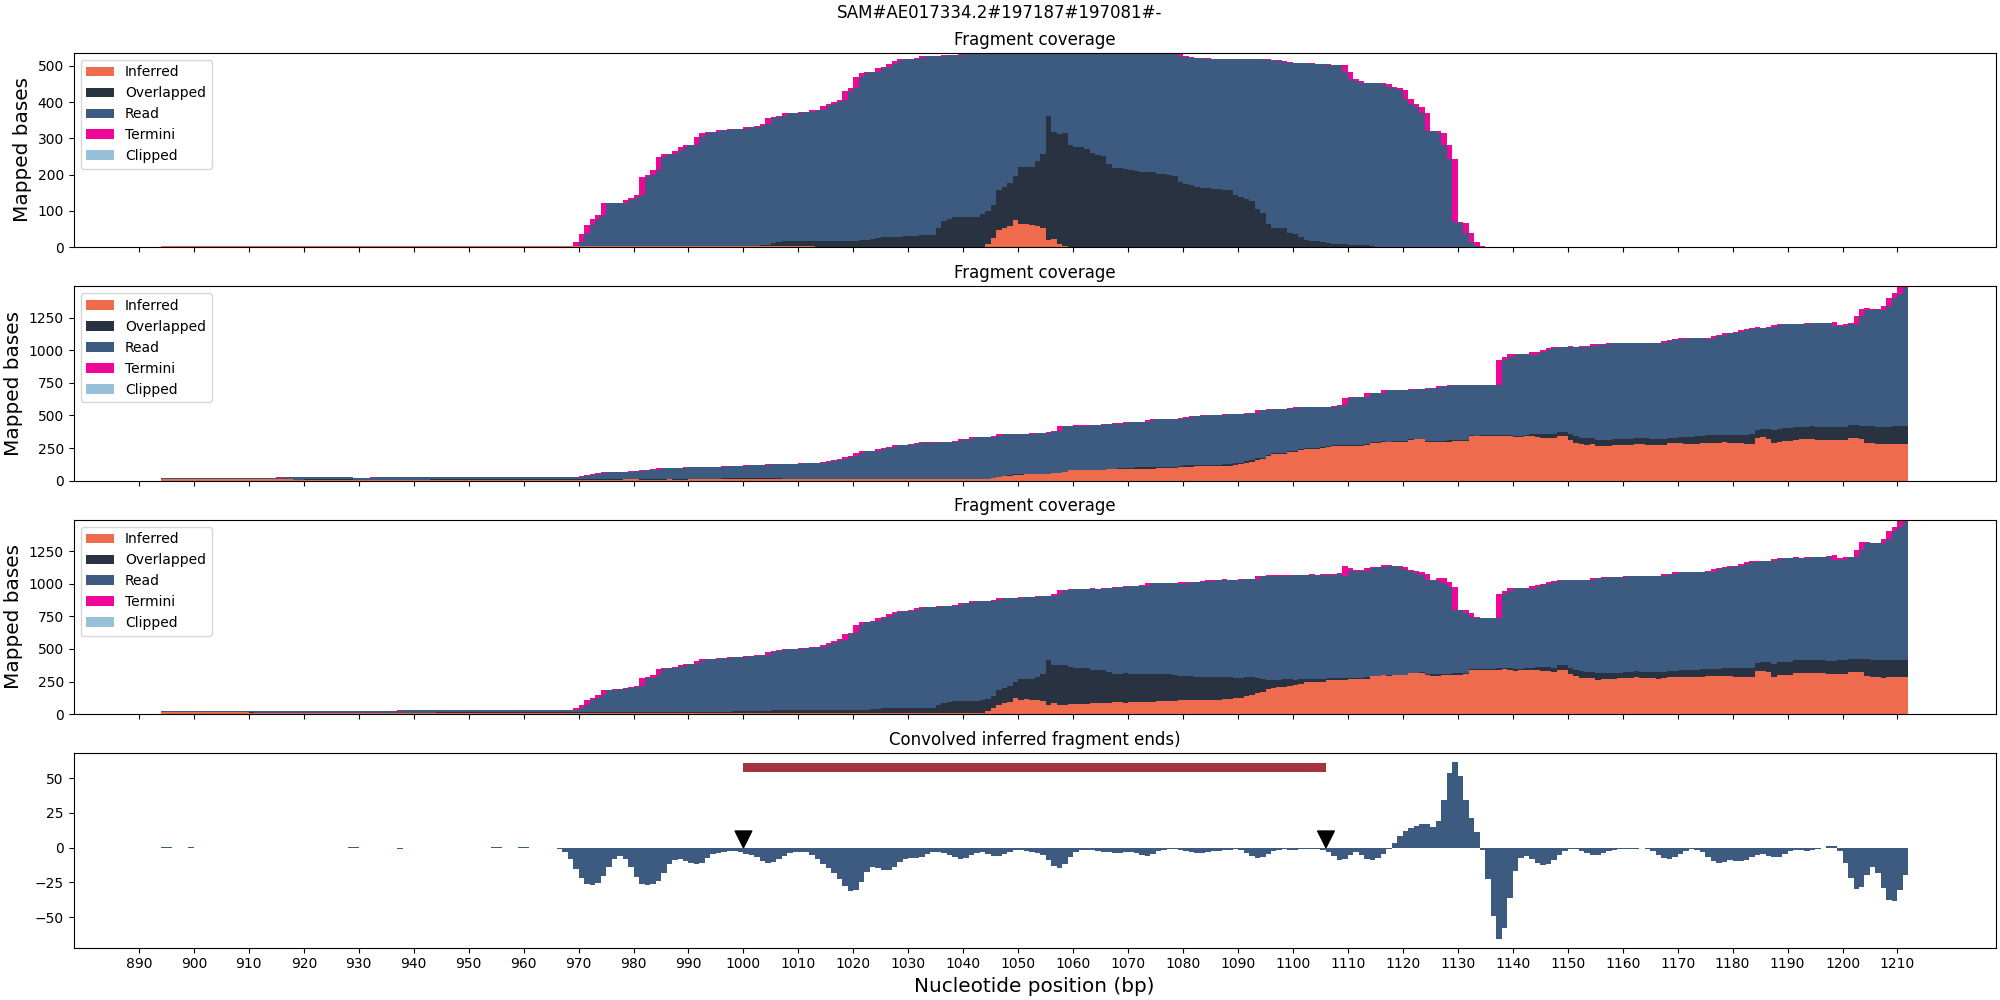 SAM#AE017334.2#197187#197081#-
Fragment coverage
Mapped bases
500
400
300
200
100
0
Inferred
Overlapped
Read
Termini
Clipped
Fragment coverage
Mapped bases
1250
1000
750
500
250
0
Inferred
Overlapped
Read
Termini
Clipped
Fragment coverage
Mapped bases
1250
1000
750
500
250
0
Inferred
Overlapped
Read
Termini
Clipped
Convolved inferred fragment ends)
50
25
0
−25
−50
890 900 910 920 930 940 950 960 970 980 990 1000 1010 1020 1030 1040 1050 1060 1070 1080 1090 1100 1110 1120 1130 1140 1150 1160 1170 1180 1190 1200 1210
Nucleotide position (bp)